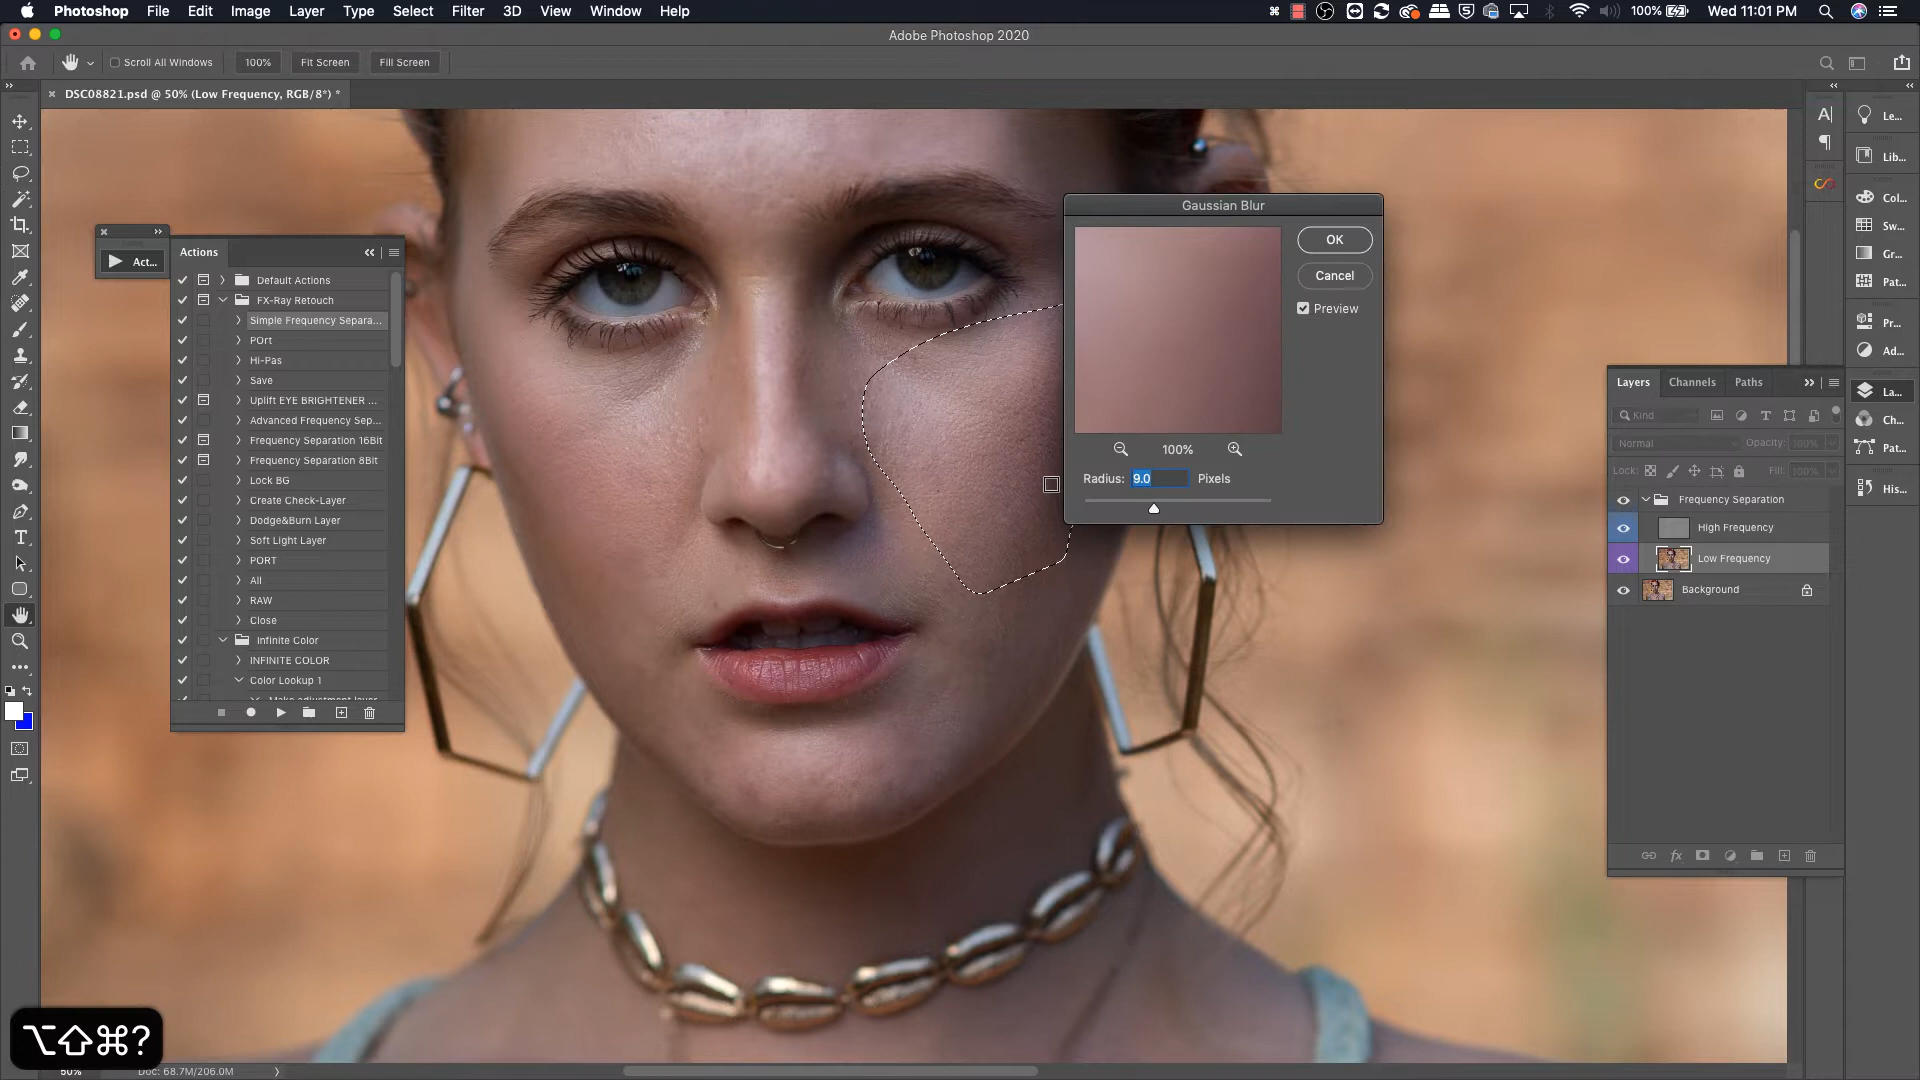 Photoshop File Edit Image Layer Type Select Filter 3D View Window Help 100% Wed 11:01 PM
Adobe Photoshop 2020
Scroll All Windows 100% Fit Screen Fill Screen
DSC08821.psd @ 50% (Low Frequency, RGB/8*) *
Act...
Actions
Default Actions
FX-Ray Retouch
Simple Frequency Separa...
POrt
Hi-Pas
Save
Uplift EYE BRIGHTENER ...
Advanced Frequency Sep...
Frequency Separation 16Bit
Frequency Separation 8Bit
Lock BG
Create Check-Layer
Dodge&Burn Layer
Soft Light Layer
PORT
All
RAW
Close
Infinite Color
INFINITE COLOR
Color Lookup 1
Make adjustment layer
Gaussian Blur
OK
Cancel
Preview
100%
Radius: 9.0 Pixels
Le...
Lib...
Col...
Sw...
Gr...
Pat...
Pr...
Ad...
La...
Ch...
Pat...
His...
Layers Channels Paths
Kind
Normal Opacity: 100%
Lock: Fill: 100%
Frequency Separation
High Frequency
Low Frequency
Background
⌥⇧⌘?
50% Doc: 68.7M/206.0M